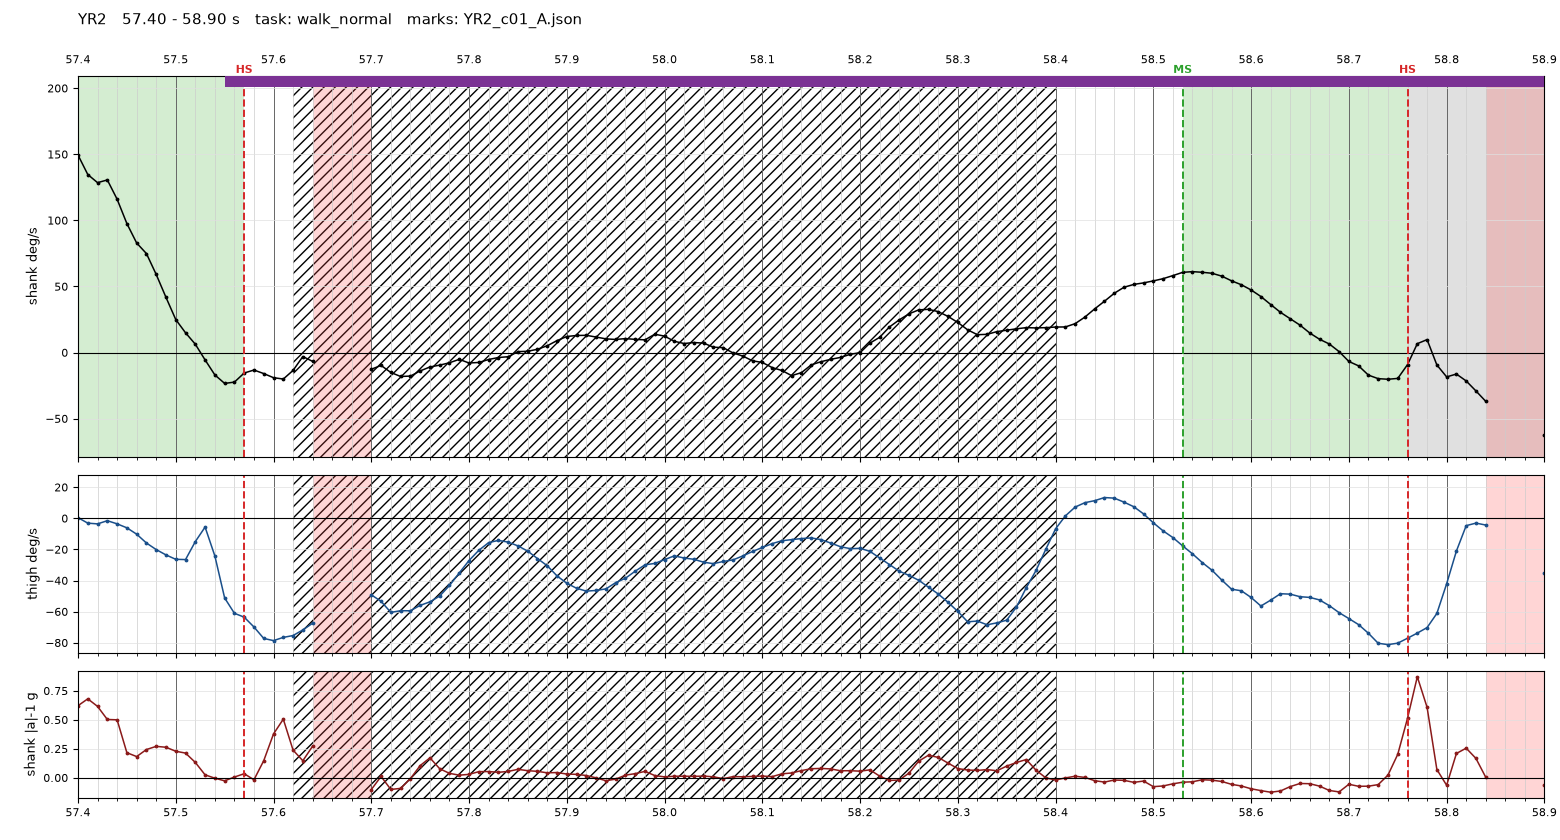 YR2 57.40 - 58.90 s task: walk_normal marks: YR2_c01_A.json
57.4 57.5 57.6 57.7 57.8 57.9 58.0 58.1 58.2 58.3 58.4 58.5 58.6 58.7 58.8 58.9
HS MS HS
200
150
100
50
0
−50
shank deg/s
20
0
−20
−40
−60
−80
thigh deg/s
0.75
0.50
0.25
0.00
shank |a|-1 g
57.4 57.5 57.6 57.7 57.8 57.9 58.0 58.1 58.2 58.3 58.4 58.5 58.6 58.7 58.8 58.9